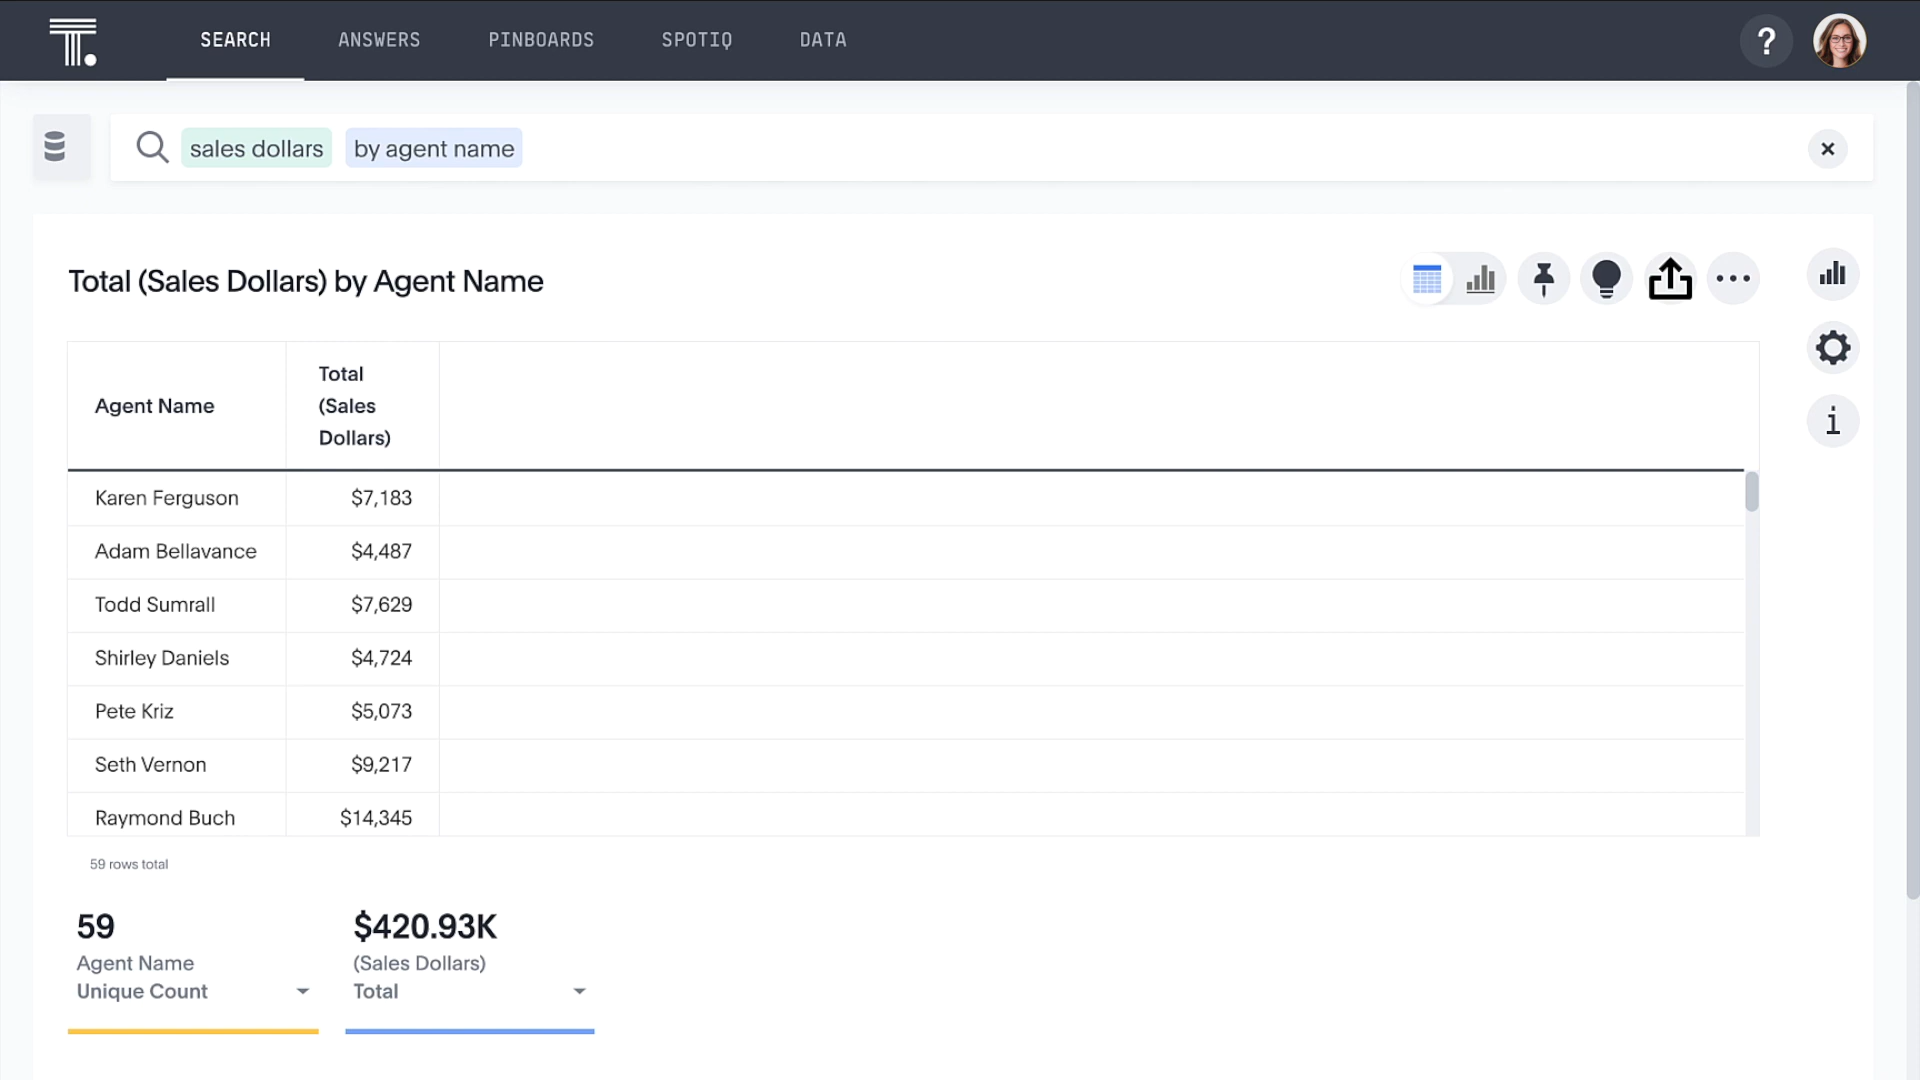 T.
SEARCH ANSWERS PINBOARDS SPOTIQ DATA ?
sales dollars by agent name
Total (Sales Dollars) by Agent Name
i
Agent Name Total
(Sales
Dollars)
Karen Ferguson $7,183
Adam Bellavance $4,487
Todd Sumrall $7,629
Shirley Daniels $4,724
Pete Kriz $5,073
Seth Vernon $9,217
Raymond Buch $14,345
59 rows total
59 $420.93K
Agent Name (Sales Dollars)
Unique Count Total